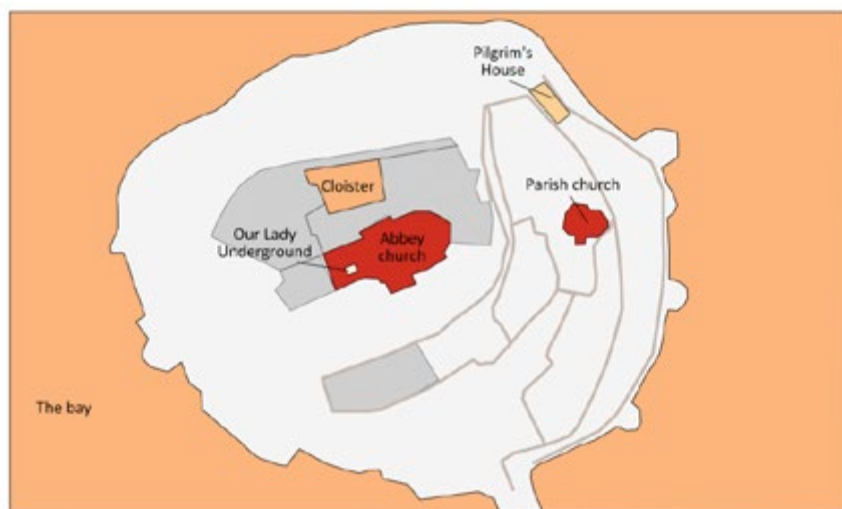 Pilgrim's
House
Cloister
Parish church
Our Lady
Underground
Abbey
church
The bay